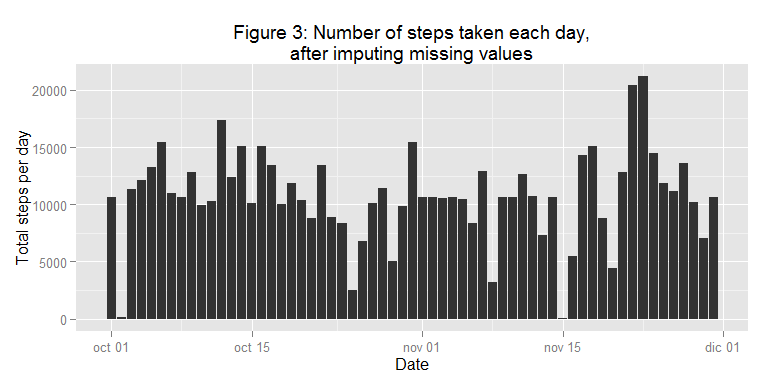 Figure 3: Number of steps taken each day,
after imputing missing values
Total steps per day
20000
15000
10000
5000
0
oct 01 oct 15 nov 01 nov 15 dic 01
Date